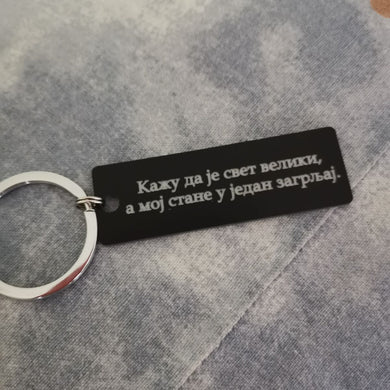 Кажу да је свет велики,
а мој стане у један загрљај.